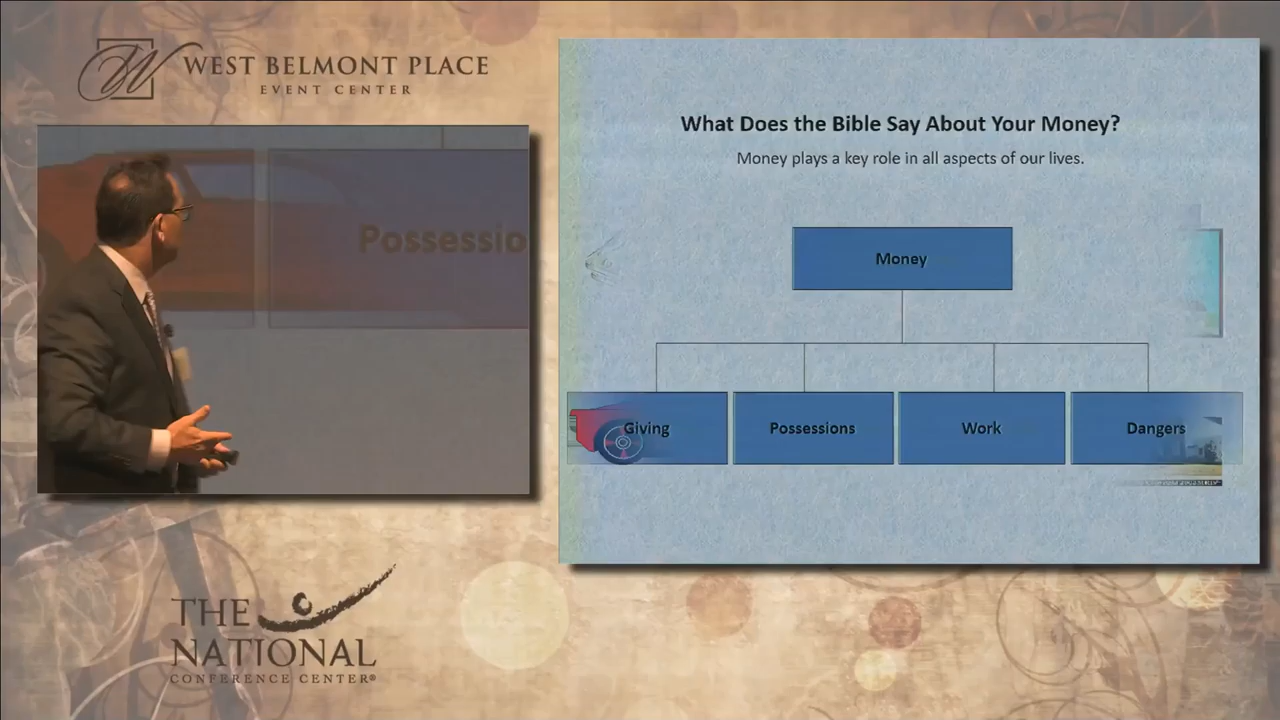 WEST BELMONT PLACE
EVENT CENTER
Possessio
What Does the Bible Say About Your Money?
Money plays a key role in all aspects of our lives.
Money
Giving
Possessions
Work
Dangers
THE
NATIONAL
CONFERENCE CENTER®